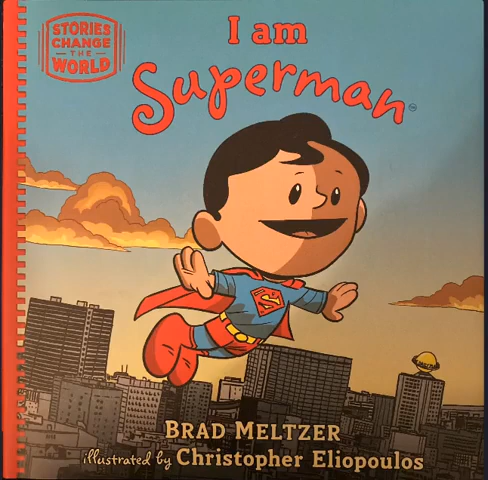 STORIES
CHANGE
THE
WORLD
I am
Superman
BRAD MELTZER
illustrated by Christopher Eliopoulos